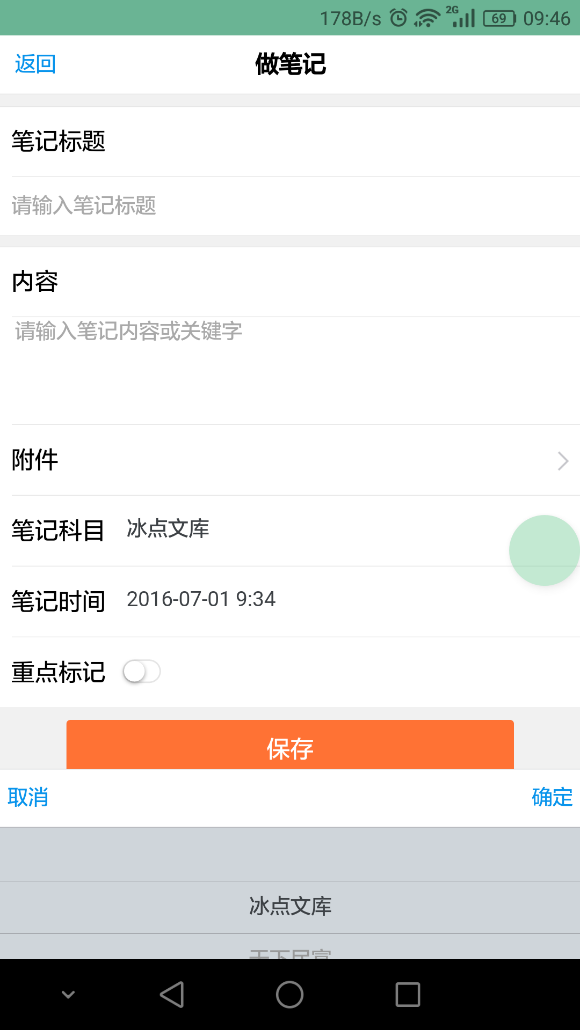 178B/s 2G 69 09:46
返回 做笔记
笔记标题
请输入笔记标题
内容
请输入笔记内容或关键字
附件
笔记科目 冰点文库
笔记时间 2016-07-01 9:34
重点标记
保存
取消 确定
冰点文库